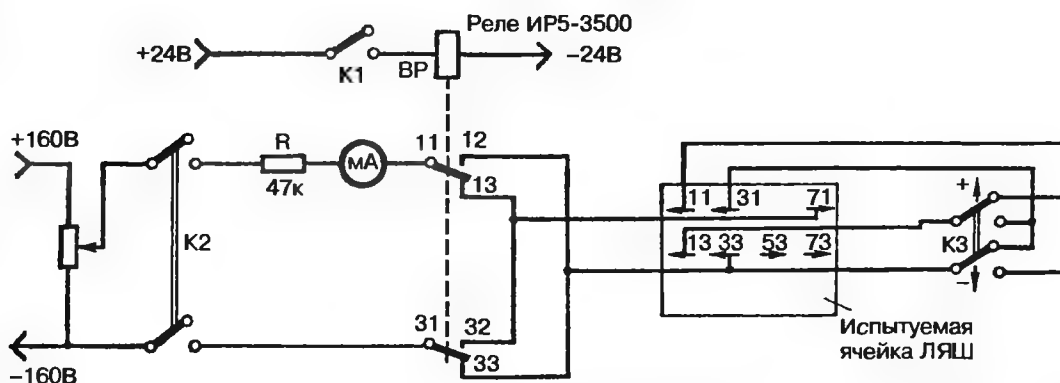 Реле ИР5-3500
+24В
К1
ВР
−24В
+160В
R
47к
мА
11
12
13
К2
11 31 71
13 33 53 73
+
К3
−
31
32
33
−160В
Испытуемая
ячейка ЛЯШ